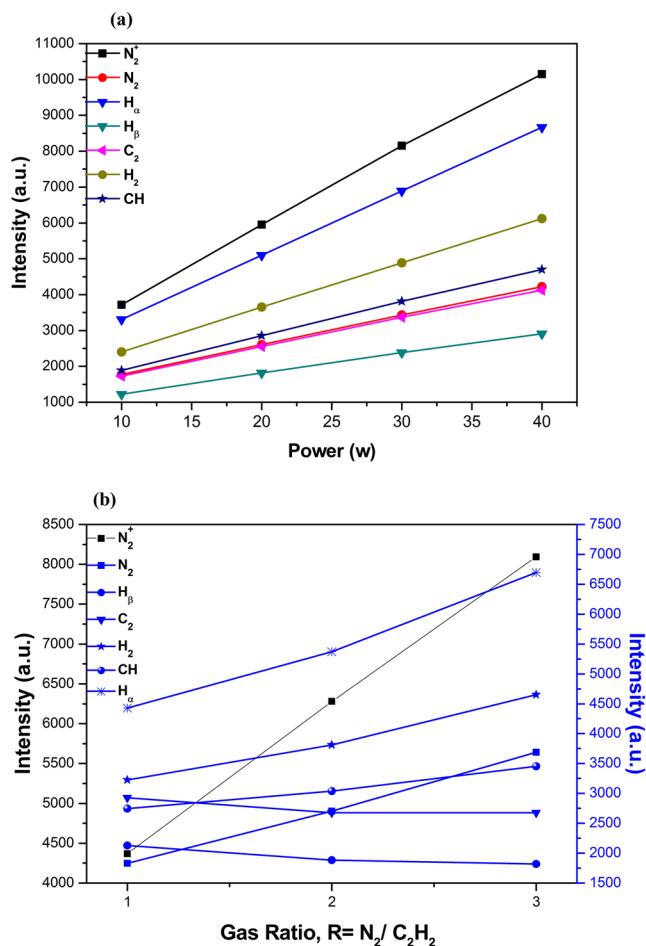 (a)
11000
10000
9000
8000
7000
6000
5000
4000
3000
2000
1000
Intensity (a.u.)
N₂⁺
N₂
Hα
Hβ
C₂
H₂
CH
10 15 20 25 30 35 40
Power (w)
(b)
8500
8000
7500
7000
6500
6000
5500
5000
4500
4000
Intensity (a.u.)
N₂⁺
N₂
Hβ
C₂
H₂
CH
Hα
7500
7000
6500
6000
5500
5000
4500
4000
3500
3000
2500
2000
1500
Intensity (a.u.)
1 2 3
Gas Ratio, R= N₂/ C₂H₂